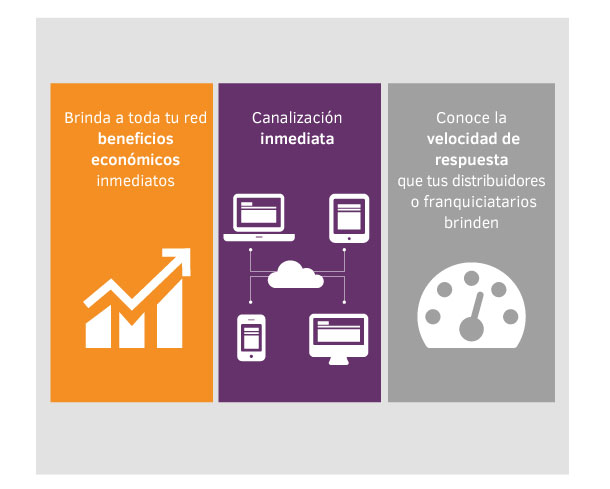 Brinda a toda tu red
beneficios
económicos
inmediatos
Canalización
inmediata
Conoce la
velocidad de
respuesta
que tus distribuidores
o franquiciatarios
brinden